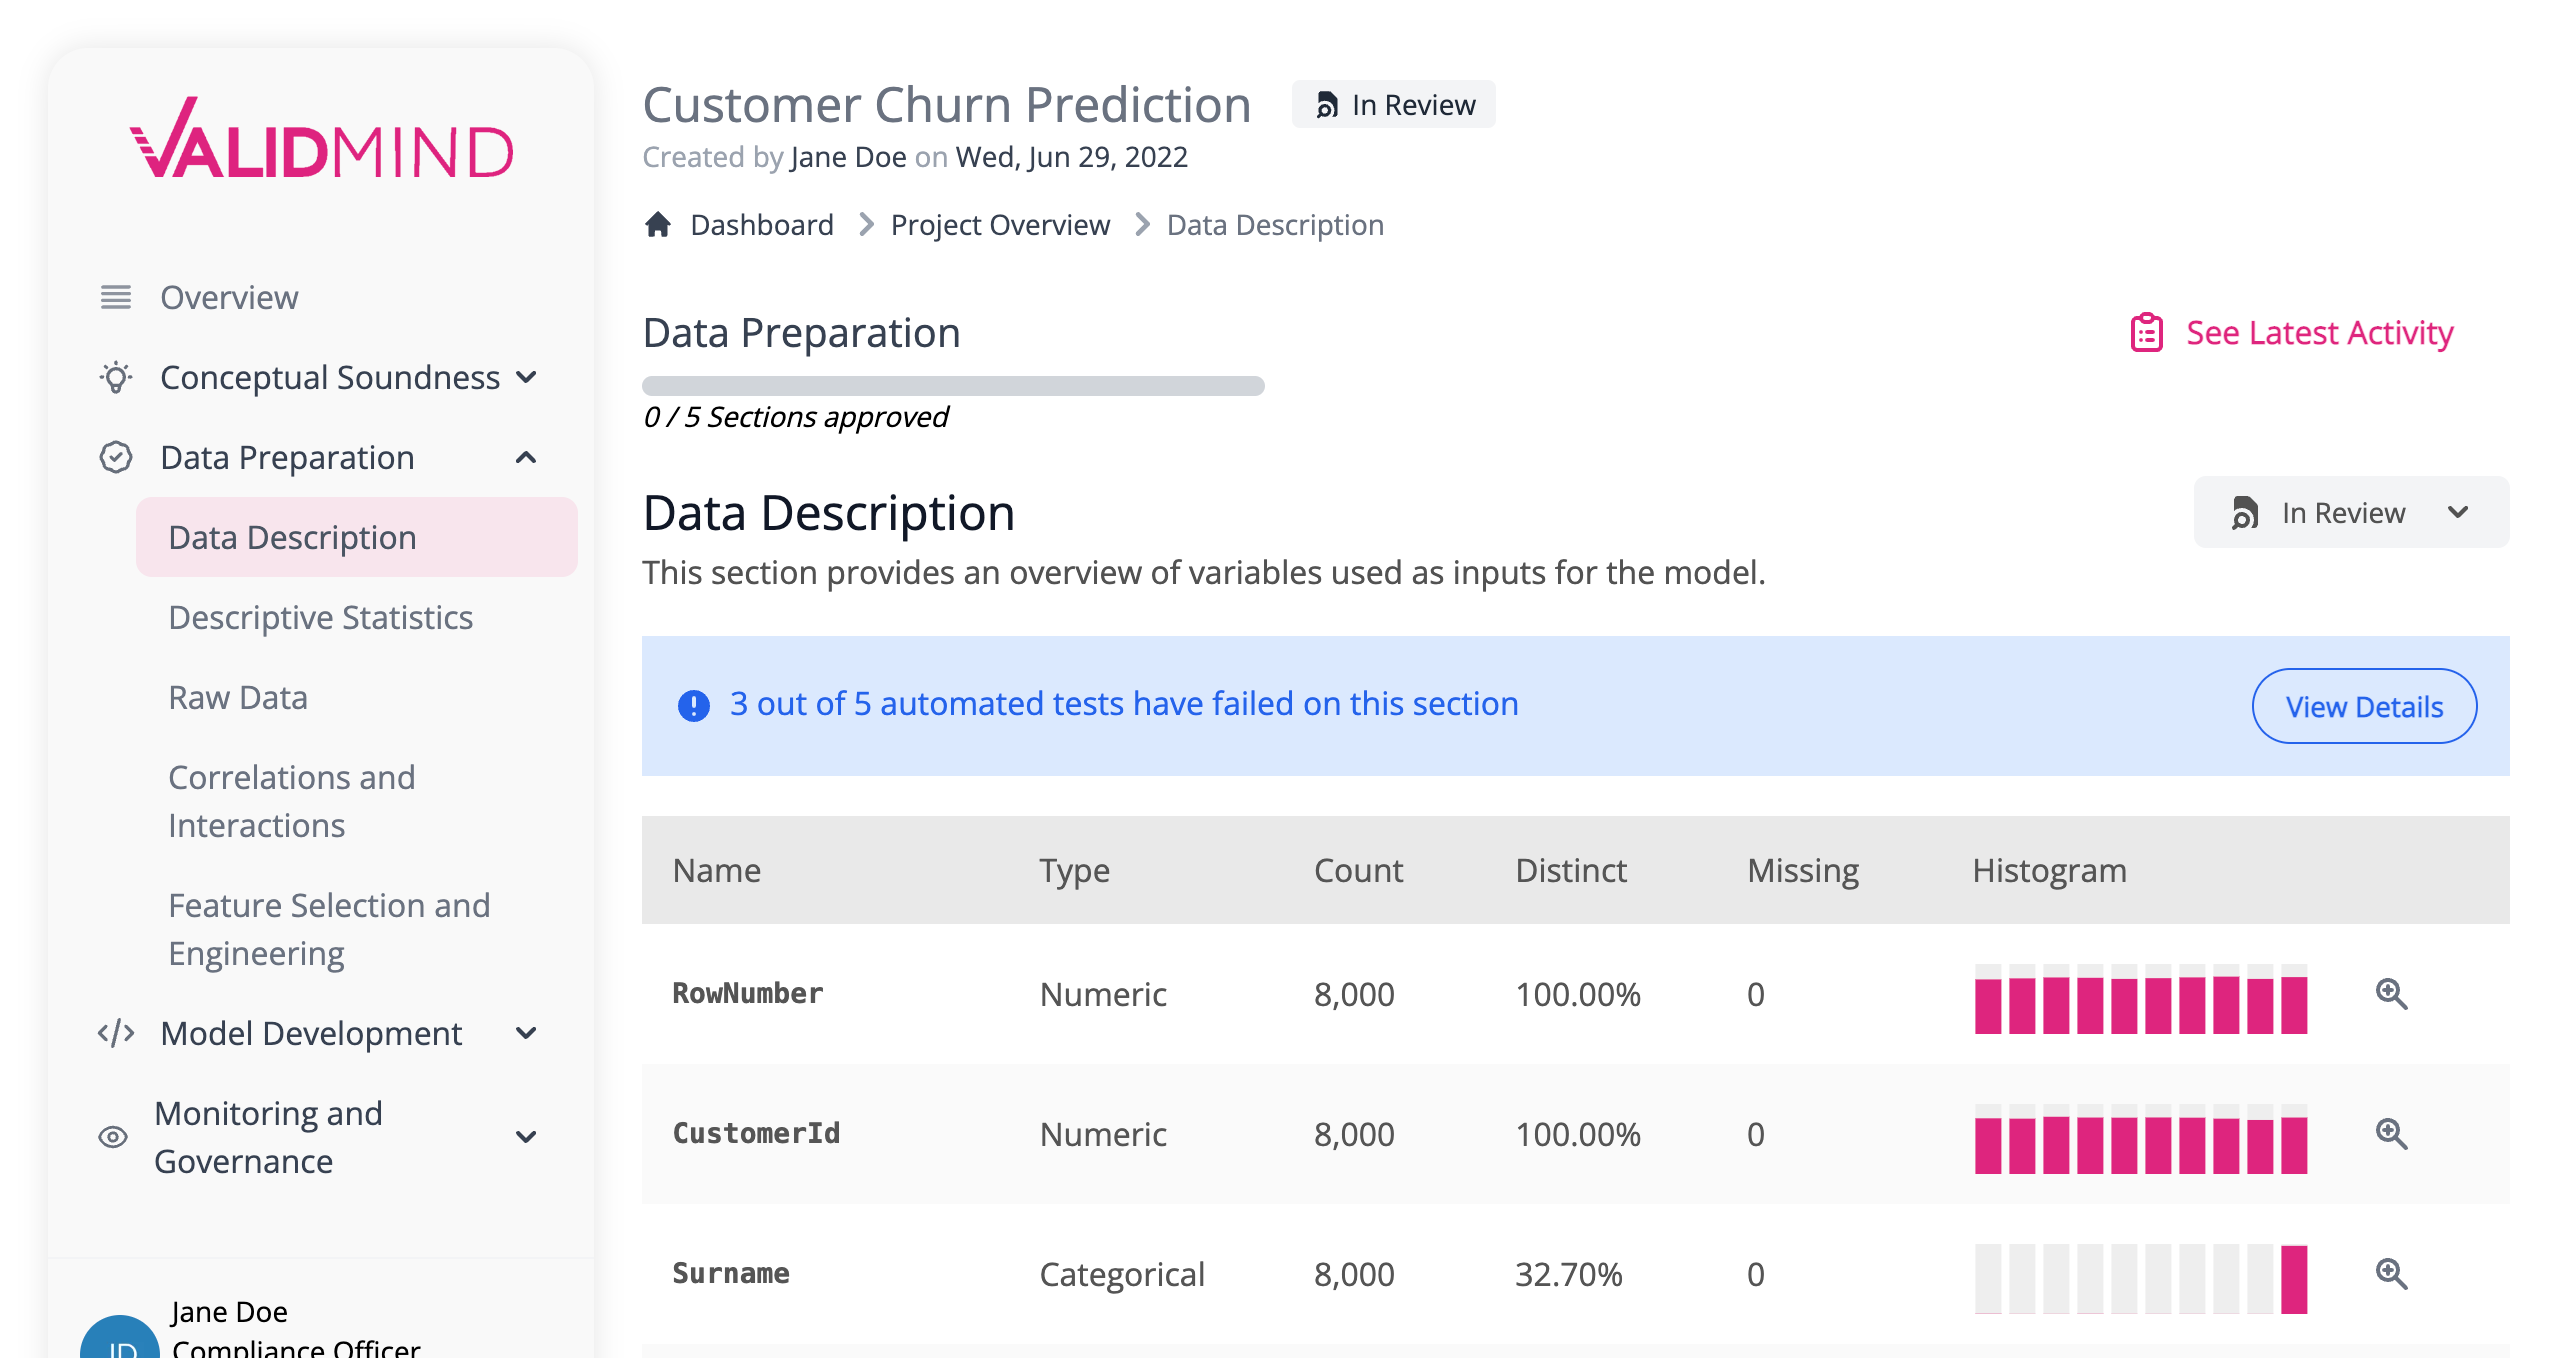 VALIDMIND
Overview
Conceptual Soundness
Data Preparation
Data Description
Descriptive Statistics
Raw Data
Correlations and
Interactions
Feature Selection and
Engineering
Model Development
Monitoring and
Governance
Jane Doe
JD
Compliance Officer
Customer Churn Prediction In Review
Created by Jane Doe on Wed, Jun 29, 2022
Dashboard Project Overview Data Description
Data Preparation See Latest Activity
0 / 5 Sections approved
Data Description In Review
This section provides an overview of variables used as inputs for the model.
3 out of 5 automated tests have failed on this section View Details
Name Type Count Distinct Missing Histogram
RowNumber Numeric 8,000 100.00% 0
CustomerId Numeric 8,000 100.00% 0
Surname Categorical 8,000 32.70% 0